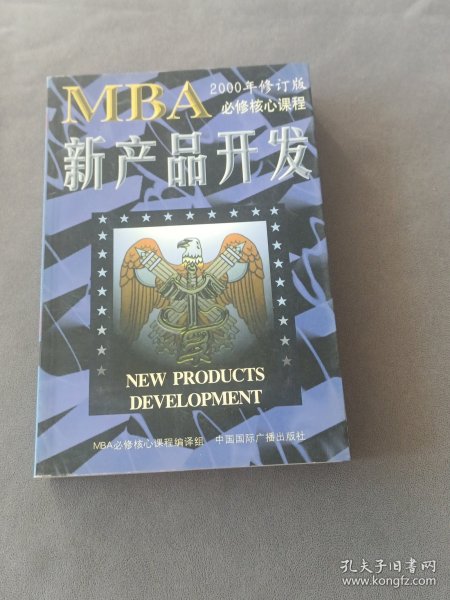 MBA 2000年修订版
必修核心课程
新产品开发
NEW PRODUCTS
DEVELOPMENT
MBA必修核心课程编译组 中国国际广播出版社
孔夫子旧书网
www.kongfz.com